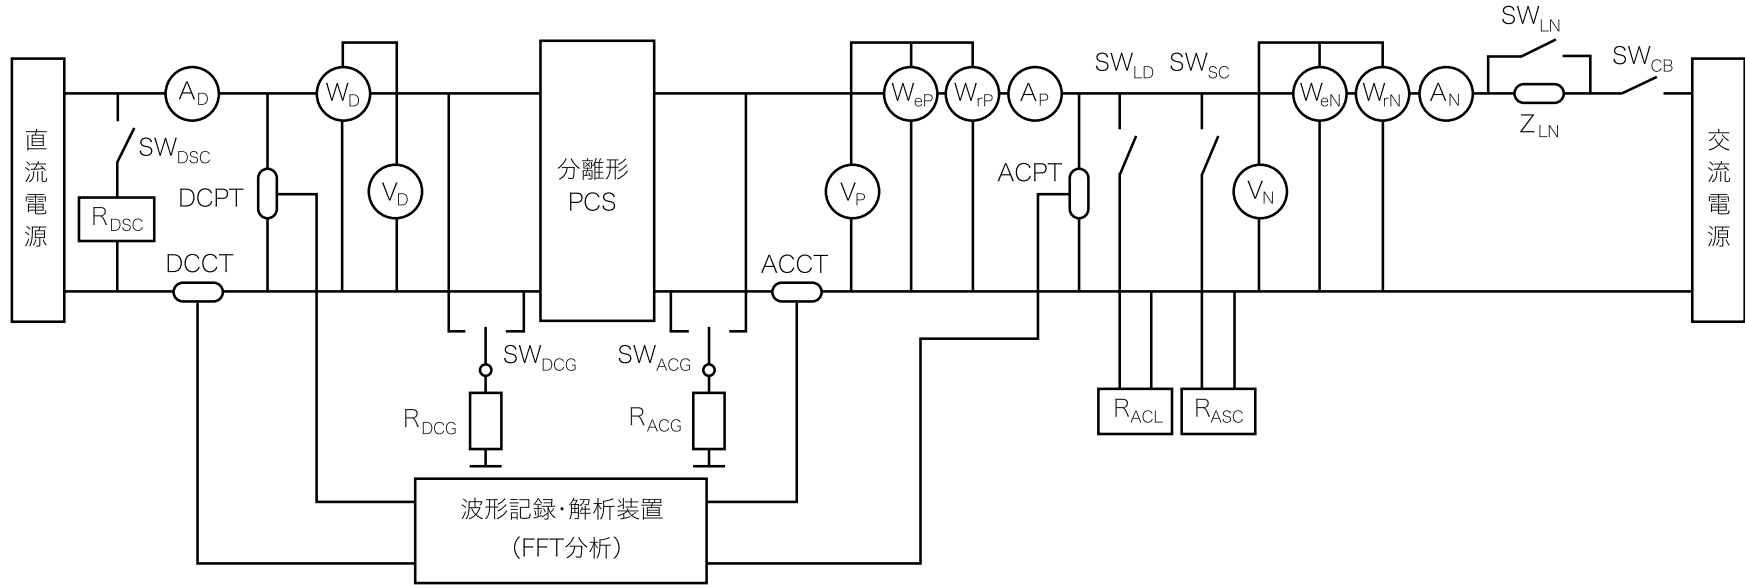 直流電源
A_D
SW_DSC
R_DSC
DCCT
DCPT
W_D
V_D
分離形
PCS
SW_DCG
R_DCG
SW_ACG
R_ACG
波形記録・解析装置
(FFT分析)
ACCT
V_P
W_eP
W_rP
A_P
ACPT
SW_LD
SW_SC
R_ACL
R_ASC
V_N
W_eN
W_rN
A_N
SW_LN
Z_LN
SW_CB
交流電源